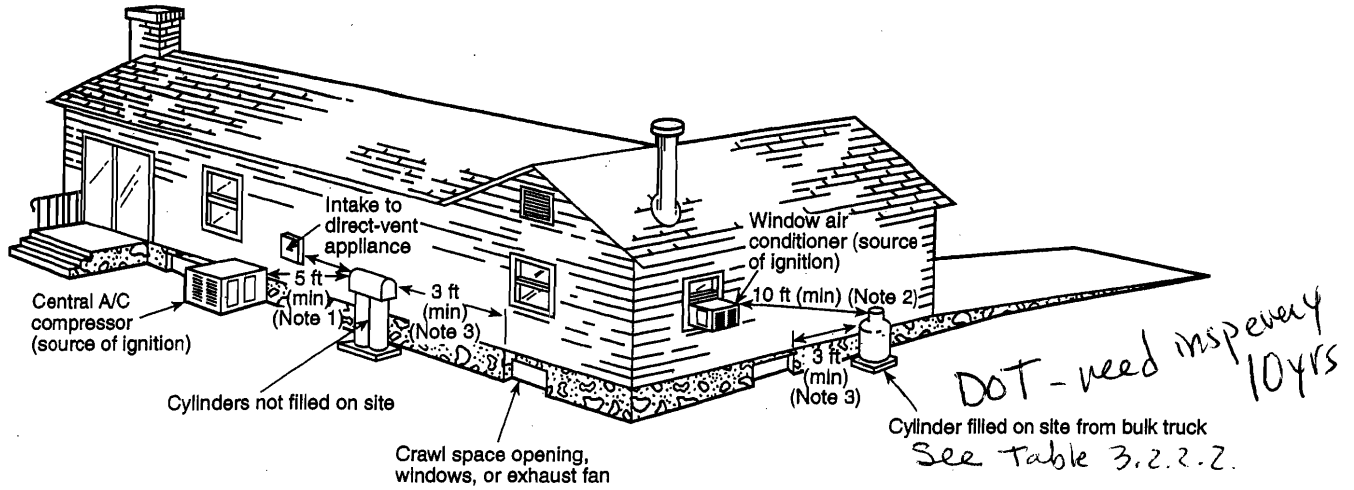 Intake to
direct-vent
appliance
Window air
conditioner (source
of ignition)
Central A/C
compressor
(source of ignition)
5 ft
(min)
(Note 1)
3 ft
(min)
(Note 3)
10 ft (min) (Note 2)
3 ft
(min)
(Note 3)
Cylinders not filled on site
Crawl space opening,
windows, or exhaust fan
DOT - need insp every
10yrs
Cylinder filled on site from bulk truck
See Table 3.2.2.2.